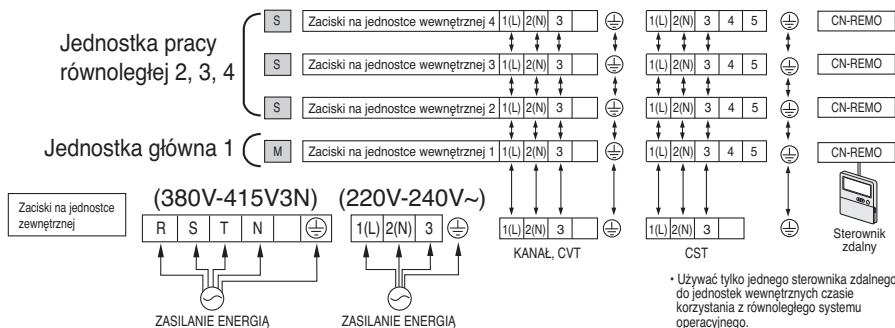 Jednostka pracy
równoległej 2, 3, 4
S Zaciski na jednostce wewnętrznej 4 1(L) 2(N) 3 1(L) 2(N) 3 4 5 CN-REMO
S Zaciski na jednostce wewnętrznej 3 1(L) 2(N) 3 1(L) 2(N) 3 4 5 CN-REMO
S Zaciski na jednostce wewnętrznej 2 1(L) 2(N) 3 1(L) 2(N) 3 4 5 CN-REMO
Jednostka główna 1 M Zaciski na jednostce wewnętrznej 1 1(L) 2(N) 3 1(L) 2(N) 3 4 5 CN-REMO
Zaciski na jednostce
zewnętrznej
(380V-415V3N) (220V-240V~)
R S T N 1(L) 2(N) 3 1(L) 2(N) 3 1(L) 2(N) 3
KANAŁ, CVT CST
Sterownik
zdalny
ZASILANIE ENERGIĄ ZASILANIE ENERGIĄ
• Używać tylko jednego sterownika zdalnego
do jednostek wewnętrznych czasie
korzystania z równoległego systemu
operacyjnego.